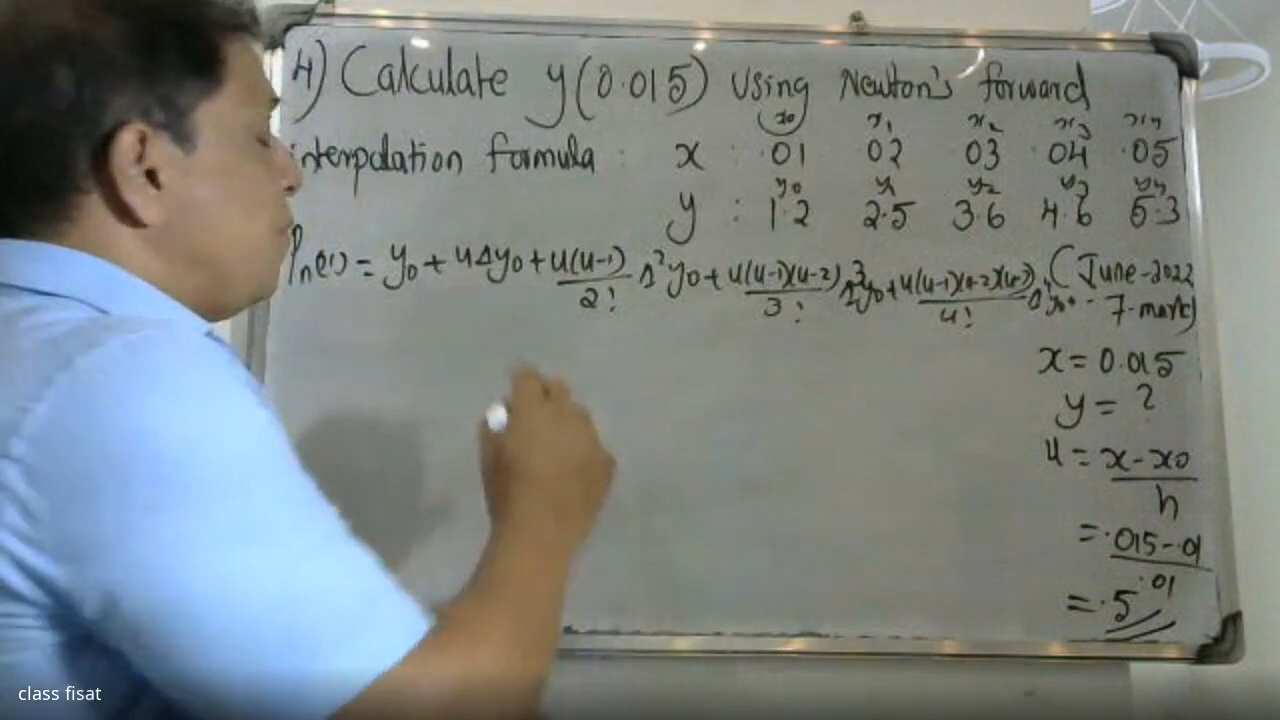 4) Calculate y(0.015) using Newton's forward
x0 x1 x2 x3 x4
interpolation formula : x : .01 .02 .03 .04 .05
y0 y1 y2 y3 y4
y : 1.2 2.5 3.6 4.6 5.3
Pn(x) = y0 + uΔy0 + u(u-1)/2! Δ²y0 + u(u-1)(u-2)/3! Δ³y0 + u(u-1)(u-2)(u-3)/4! Δ⁴y0 -- (June-2022
7-mark)
x = 0.015
y = ?
u = x-x0/h
= .015-.01/.01
= .5
class fisat